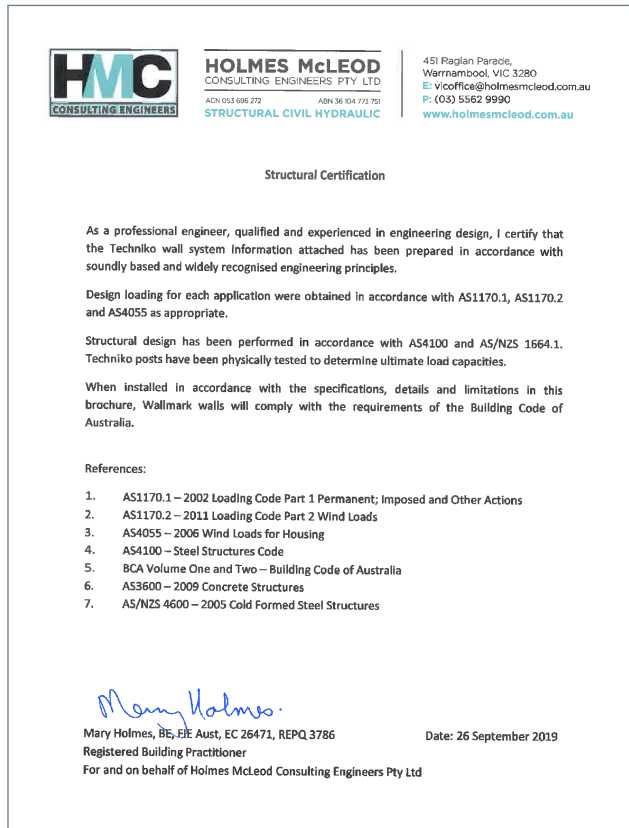 HMC
CONSULTING ENGINEERS
HOLMES McLEOD
CONSULTING ENGINEERS PTY LTD
ACN 053 696 272 ABN 36 104 773 751
STRUCTURAL CIVIL HYDRAULIC
451 Raglan Parade,
Warrnambool, VIC 3280
E: vicoffice@holmesmcleod.com.au
P: (03) 5562 9990
www.holmesmcleod.com.au
Structural Certification
As a professional engineer, qualified and experienced in engineering design, I certify that
the Techniko wall system information attached has been prepared in accordance with
soundly based and widely recognised engineering principles.
Design loading for each application were obtained in accordance with AS1170.1, AS1170.2
and AS4055 as appropriate.
Structural design has been performed in accordance with AS4100 and AS/NZS 1664.1.
Techniko posts have been physically tested to determine ultimate load capacities.
When installed in accordance with the specifications, details and limitations in this
brochure, Wallmark walls will comply with the requirements of the Building Code of
Australia.
References:
1. AS1170.1 – 2002 Loading Code Part 1 Permanent; Imposed and Other Actions
2. AS1170.2 – 2011 Loading Code Part 2 Wind Loads
3. AS4055 – 2006 Wind Loads for Housing
4. AS4100 – Steel Structures Code
5. BCA Volume One and Two – Building Code of Australia
6. AS3600 – 2009 Concrete Structures
7. AS/NZS 4600 – 2005 Cold Formed Steel Structures
Mary Holmes.
Mary Holmes, BE, FIE Aust, EC 26471, REPQ 3786 Date: 26 September 2019
Registered Building Practitioner
For and on behalf of Holmes McLeod Consulting Engineers Pty Ltd